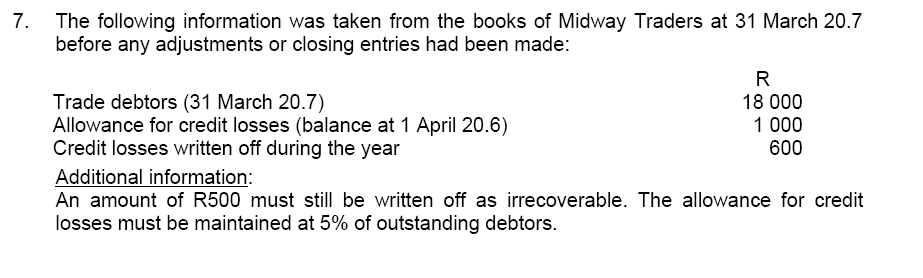 7. The following information was taken from the books of Midway Traders at 31 March 20.7
before any adjustments or closing entries had been made:
R
Trade debtors (31 March 20.7) 18 000
Allowance for credit losses (balance at 1 April 20.6) 1 000
Credit losses written off during the year 600
Additional information:
An amount of R500 must still be written off as irrecoverable. The allowance for credit
losses must be maintained at 5% of outstanding debtors.